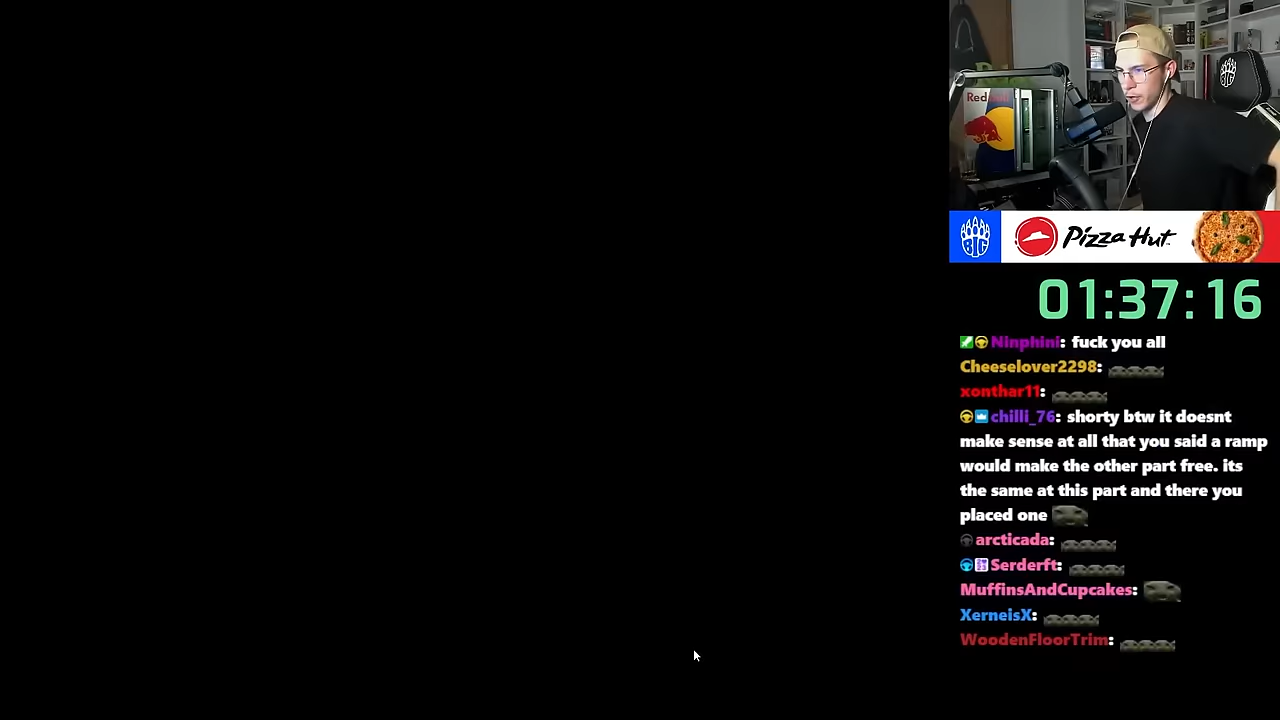 Red
BIG
Pizza Hut
01:37:16
Ninphini: fuck you all
Cheeselover2298:
xonthar11:
chilli_76: shorty btw it doesnt
make sense at all that you said a ramp
would make the other part free. its
the same at this part and there you
placed one
arcticada:
Serderft:
MuffinsAndCupcakes:
XerneisX:
WoodenFloorTrim: